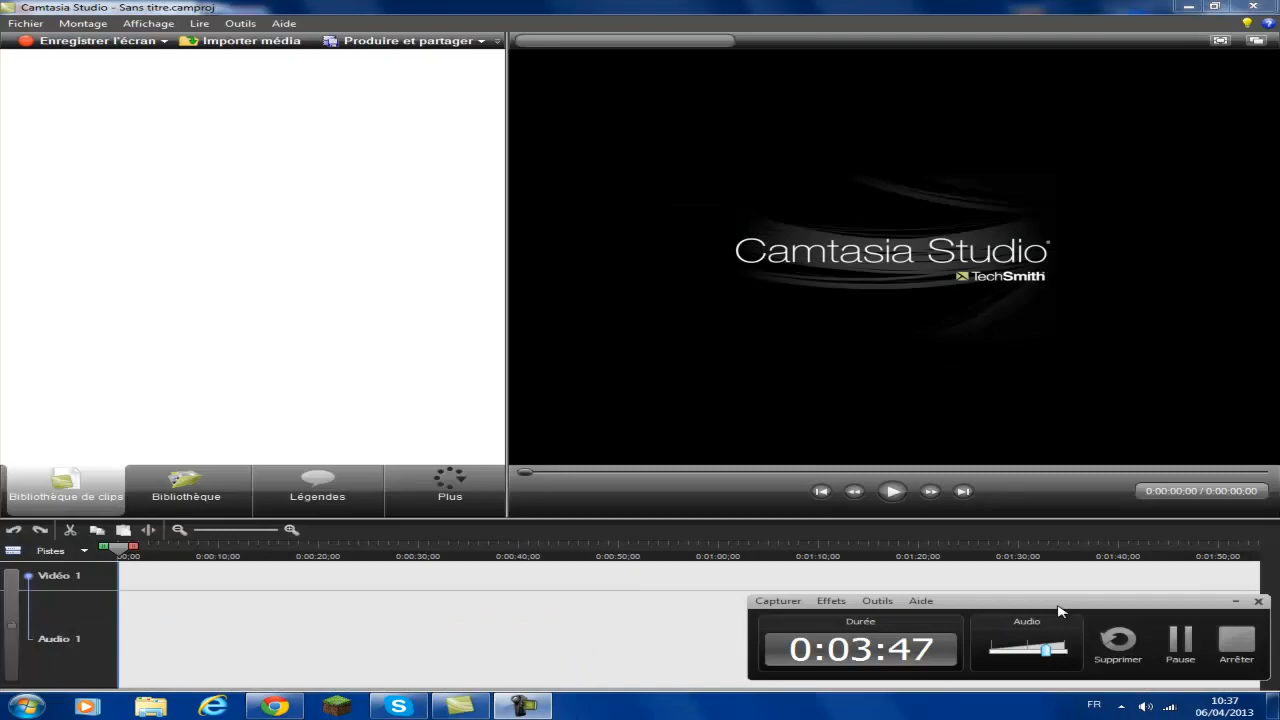 Camtasia Studio - Sans titre.camproj
Fichier Montage Affichage Lire Outils Aide
Enregistrer l'écran Importer média Produire et partager
Camtasia Studio
TechSmith
Bibliothèque de clips Bibliothèque Légendes Plus
0:00:00;00 / 0:00:00;00
Pistes 00;00 0:00:10;00 0:00:20;00 0:00:30;00 0:00:40;00 0:00:50;00 0:01:00;00 0:01:10;00 0:01:20;00 0:01:30;00 0:01:40;00 0:01:50;00
Vidéo 1
Audio 1
Capturer Effets Outils Aide
Durée Audio
0:03:47
Supprimer Pause Arrêter
FR 10:37
06/04/2013